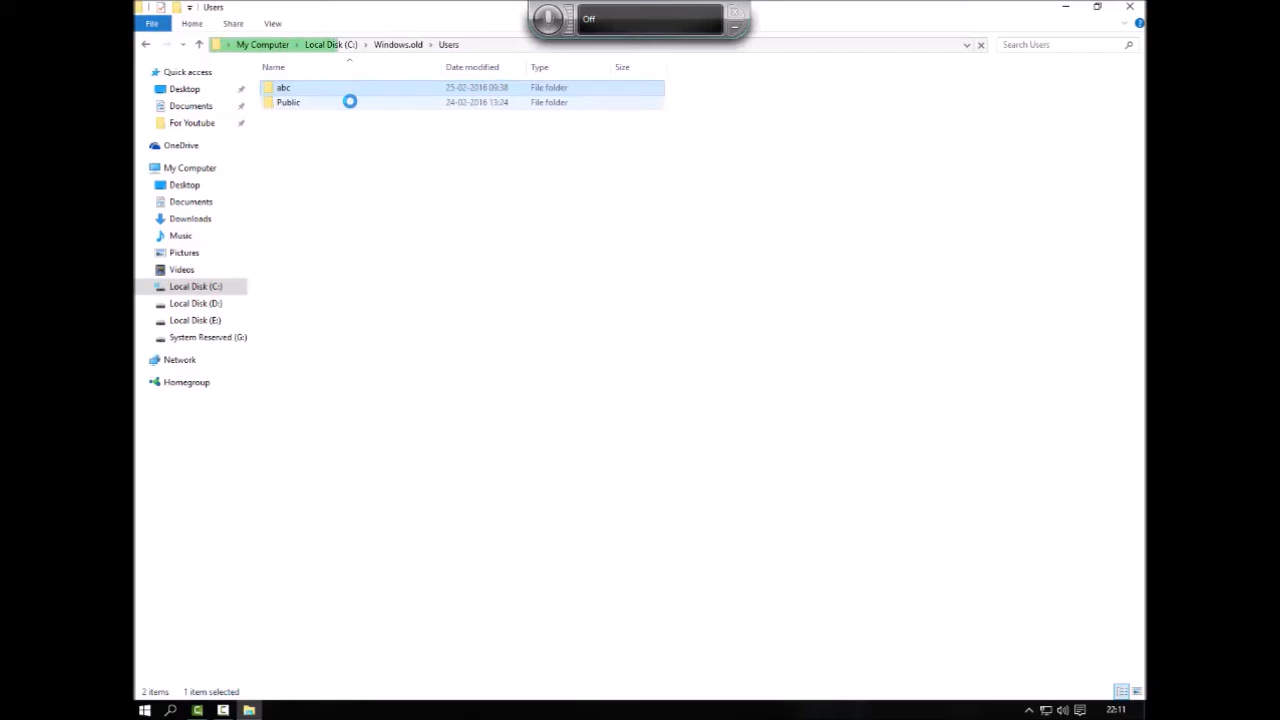 Users
Off
File Home Share View
My Computer Local Disk (C:) Windows.old Users
Search Users
Name Date modified Type Size
Quick access
Desktop
Documents
For Youtube
OneDrive
My Computer
Desktop
Documents
Downloads
Music
Pictures
Videos
Local Disk (C:)
Local Disk (D:)
Local Disk (E:)
System Reserved (G:)
Network
Homegroup
abc 25-02-2016 09:38 File folder
Public 24-02-2016 13:24 File folder
2 items 1 item selected
22:11